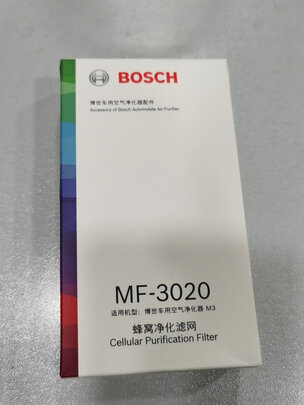 BOSCH
博世车用空气净化器配件
Accessory of Bosch Automobile Air Purifier
MF-3020
适用机型：博世车用空气净化器 M3
蜂窝净化滤网
Cellular Purification Filter